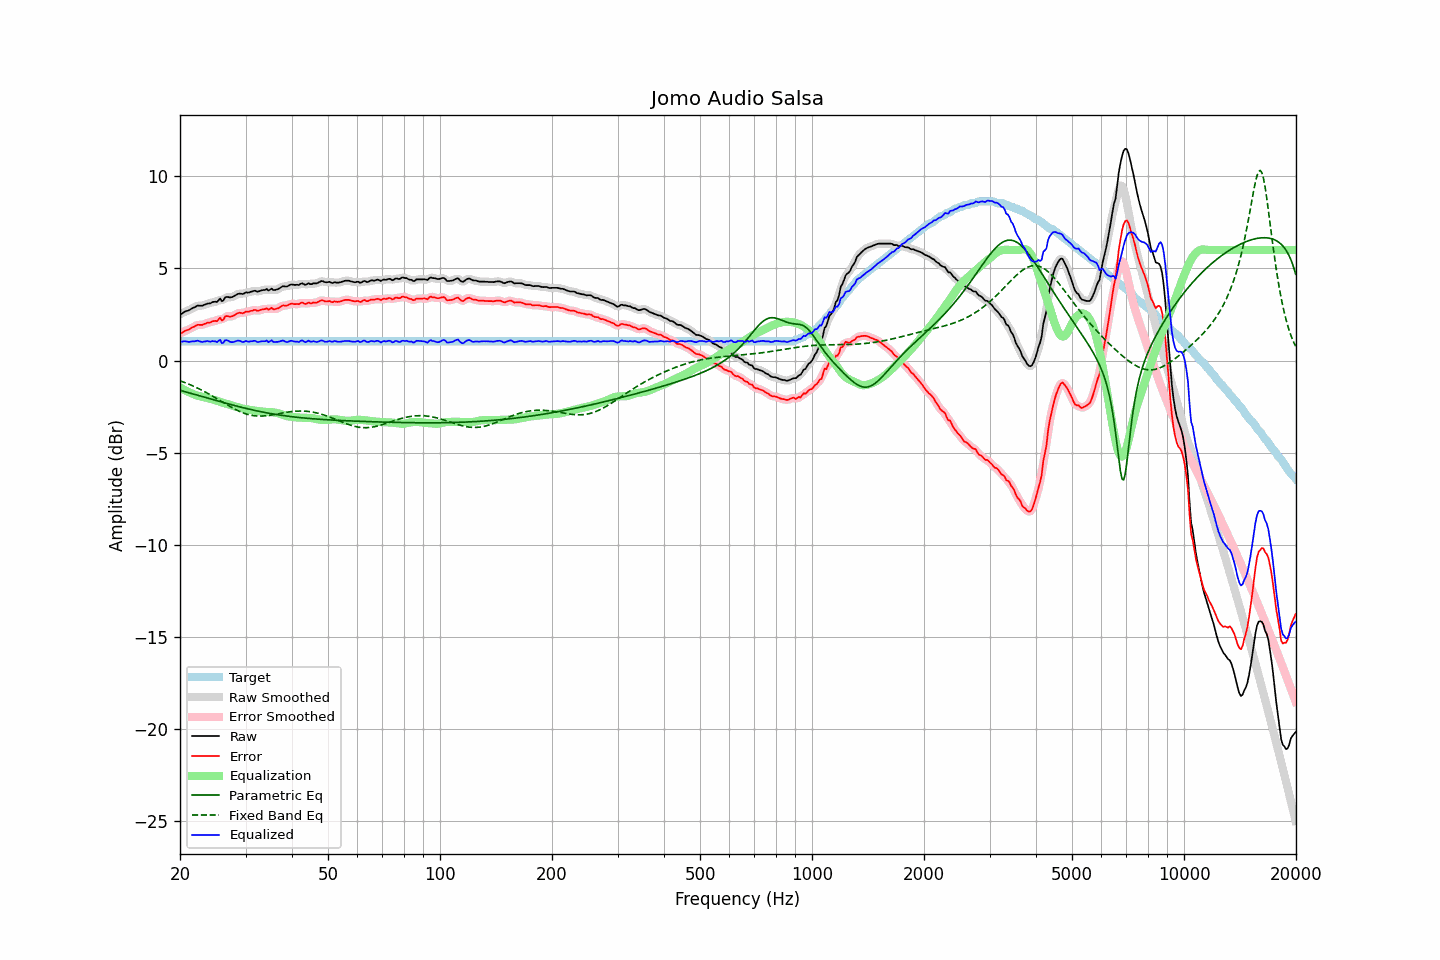 Jomo Audio Salsa
10
5
0
−5
−10
−15
−20
−25
Amplitude (dBr)
Target
Raw Smoothed
Error Smoothed
Raw
Error
Equalization
Parametric Eq
Fixed Band Eq
Equalized
20
50
100
200
500
1000
2000
5000
10000
20000
Frequency (Hz)